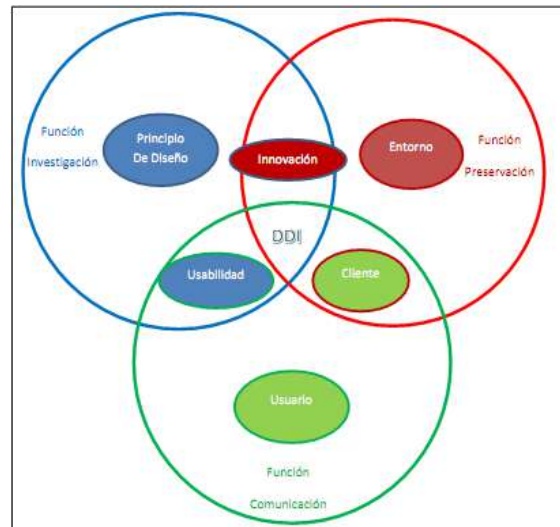 Función
Investigación
Principio
De Diseño
Innovación
Entorno
Función
Preservación
DDI
Usabilidad
Cliente
Usuario
Función
Comunicación